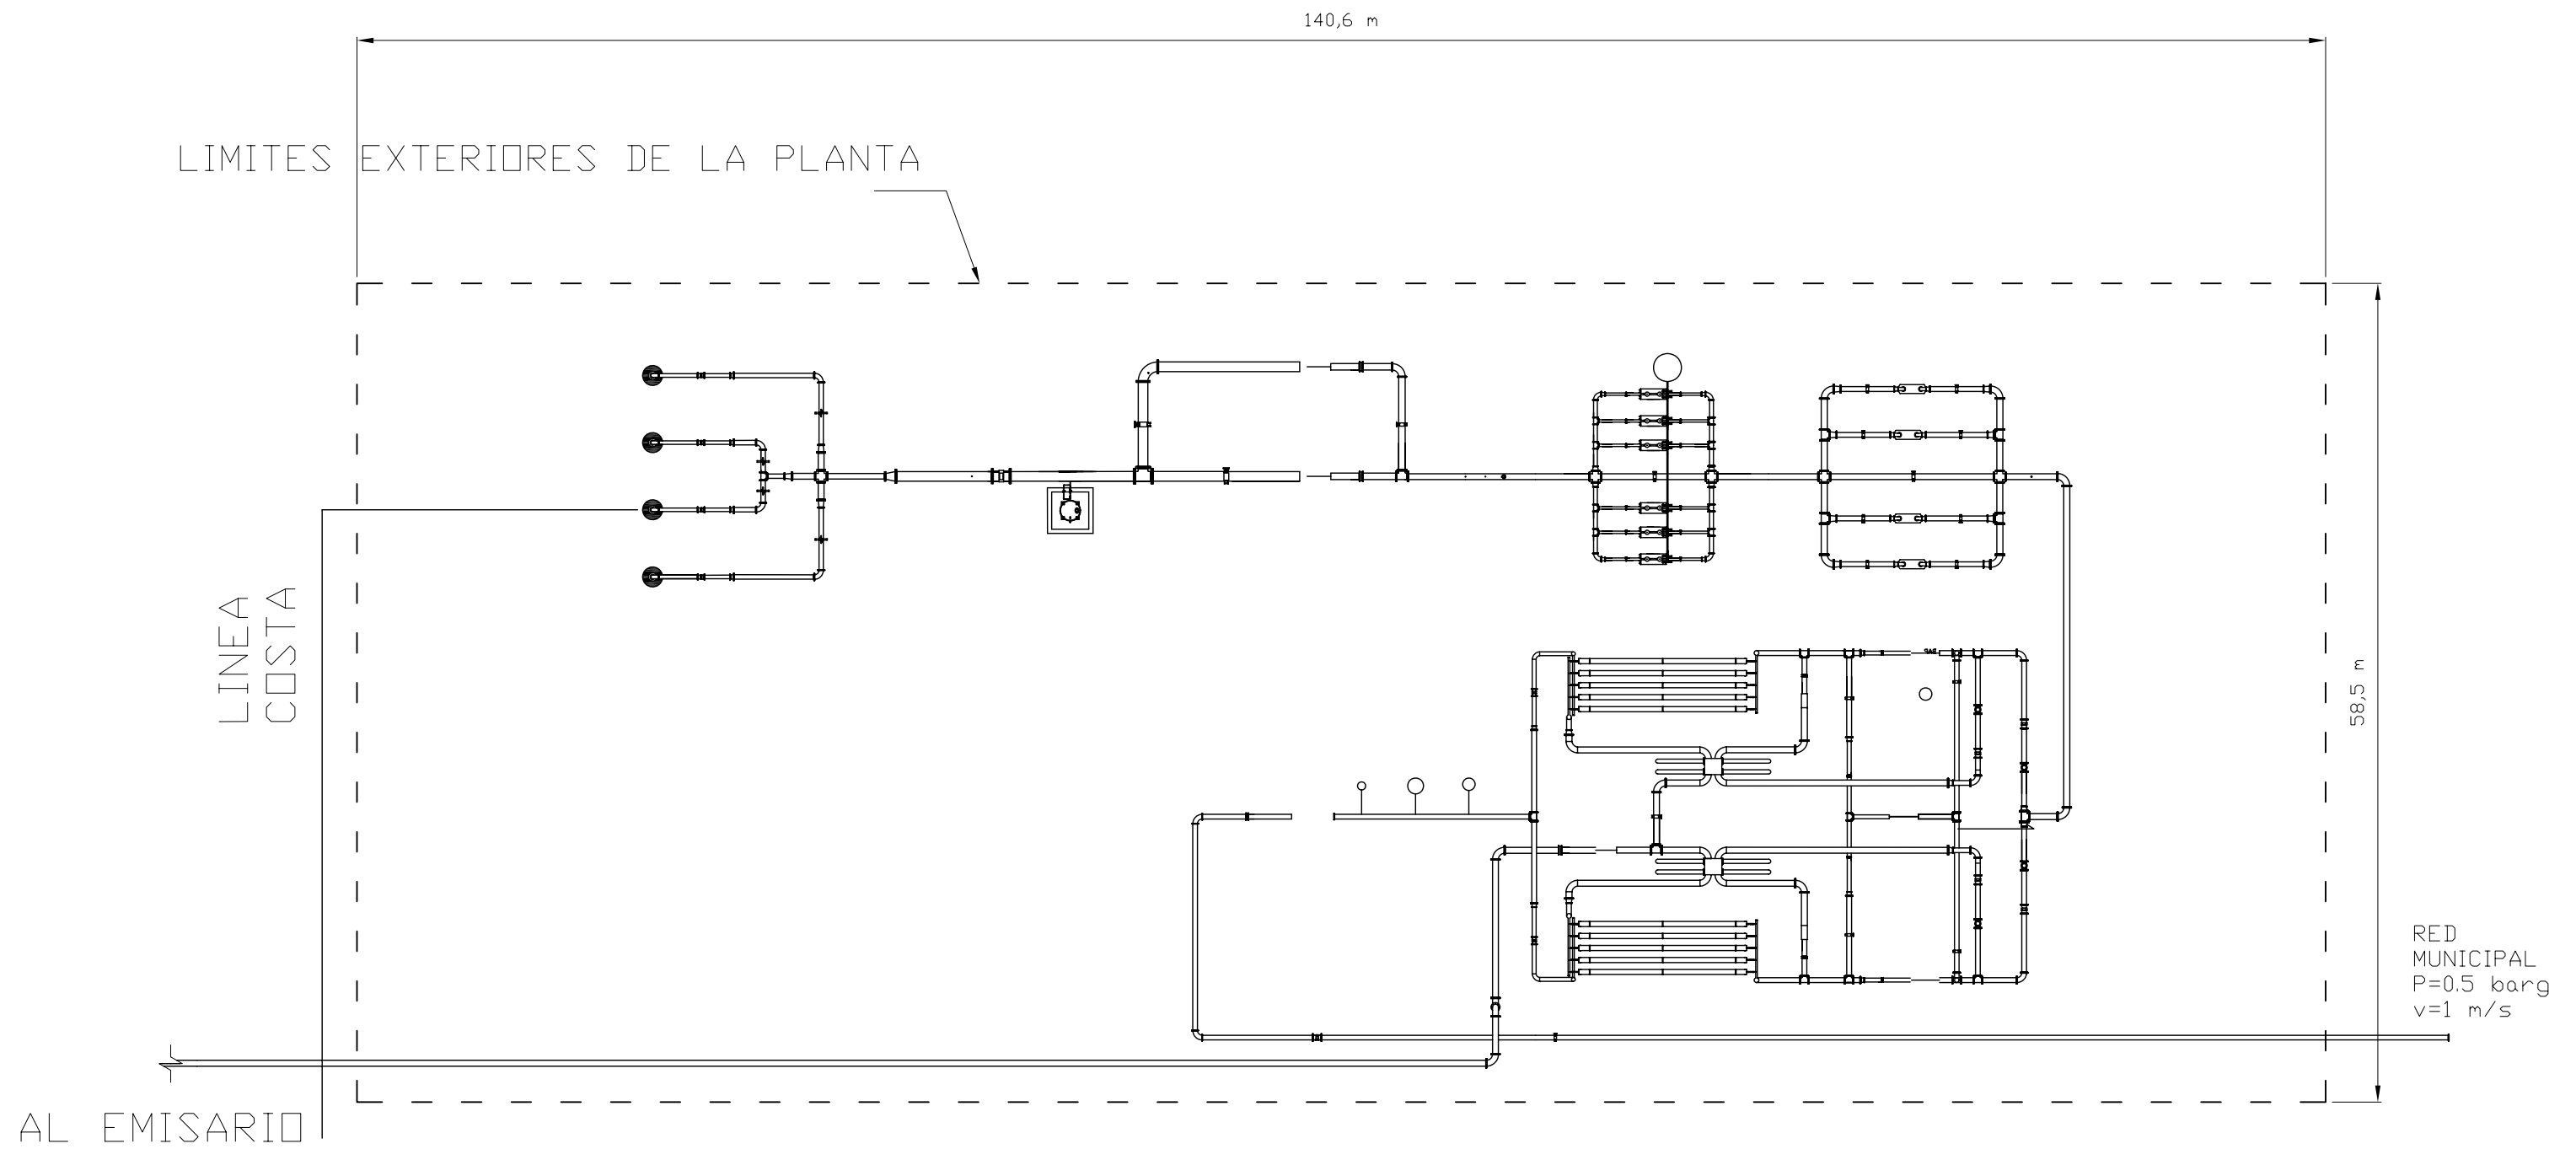 140,6 m
LIMITES EXTERIORES DE LA PLANTA
LINEA
COSTA
58,5 m
RED
MUNICIPAL
P=0.5 barg
v=1 m/s
AL EMISARIO